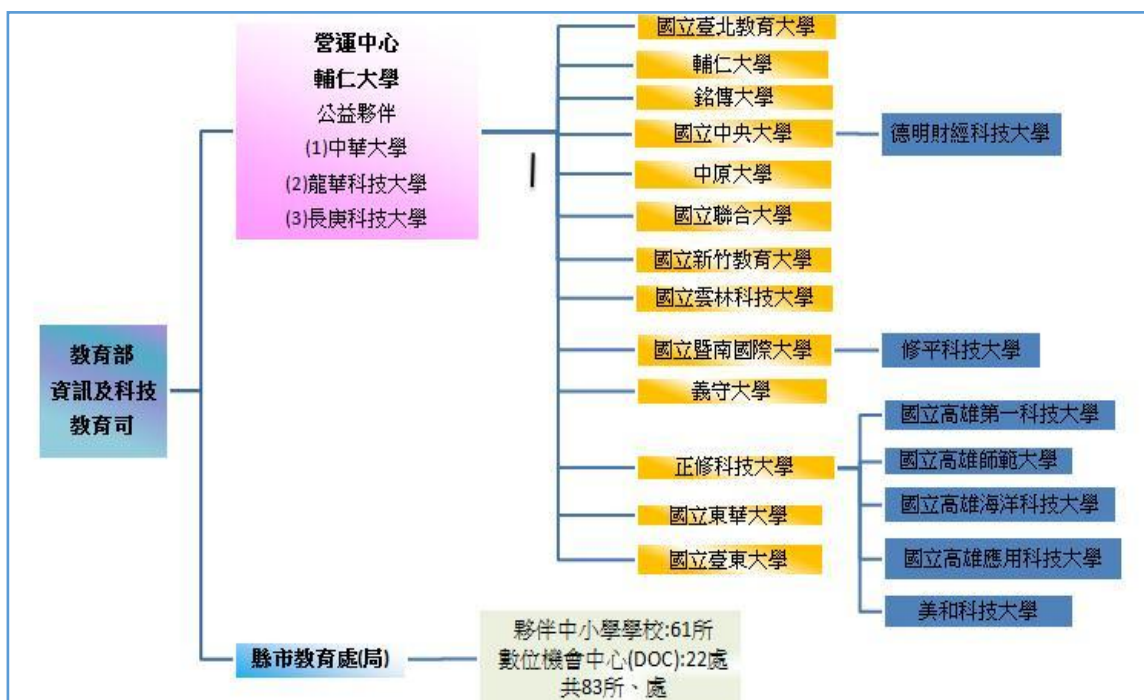 營運中心
輔仁大學
公益夥伴
(1)中華大學
(2)龍華科技大學
(3)長庚科技大學
國立臺北教育大學
輔仁大學
銘傳大學
國立中央大學
德明財經科技大學
中原大學
國立聯合大學
國立新竹教育大學
國立雲林科技大學
國立暨南國際大學
修平科技大學
義守大學
教育部
資訊及科技
教育司
正修科技大學
國立高雄第一科技大學
國立高雄師範大學
國立高雄海洋科技大學
國立高雄應用科技大學
美和科技大學
國立東華大學
國立臺東大學
縣市教育處(局)
夥伴中小學學校:61所
數位機會中心(DOC):22處
共83所、處